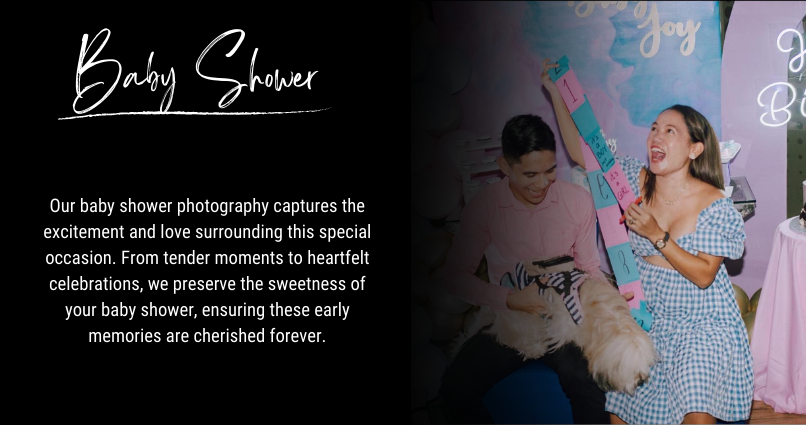 Baby Shower
Our baby shower photography captures the
excitement and love surrounding this special
occasion. From tender moments to heartfelt
celebrations, we preserve the sweetness of
your baby shower, ensuring these early
memories are cherished forever.
Joy